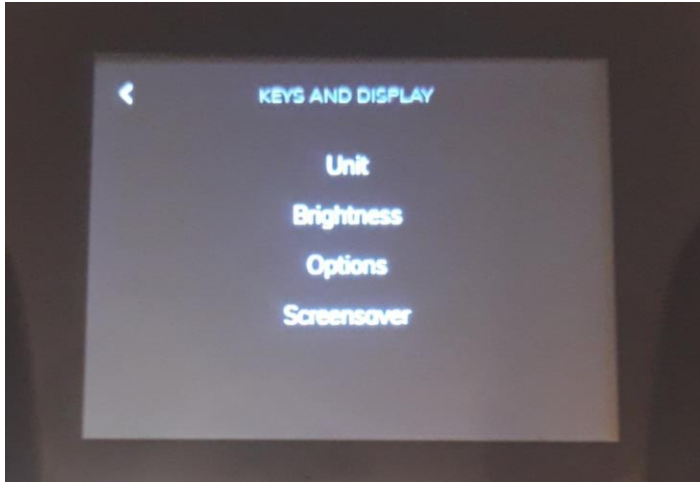 KEYS AND DISPLAY
Unit
Brightness
Options
Screensaver